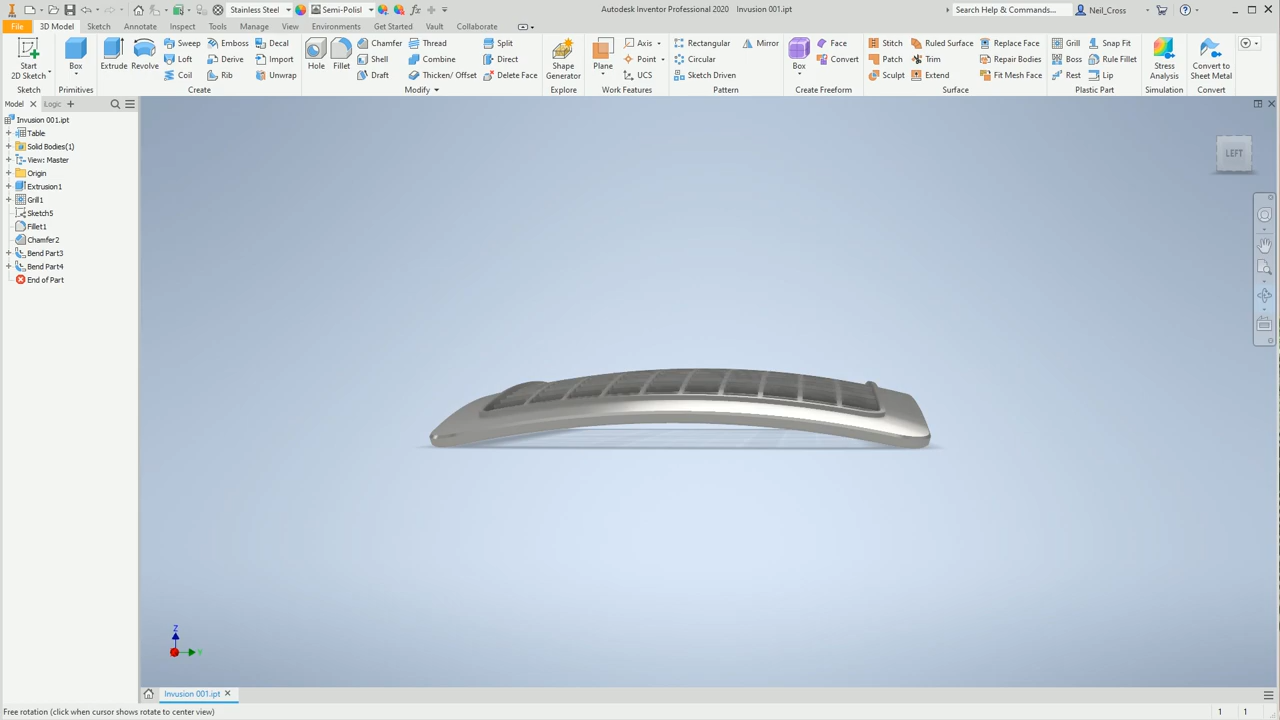 Stainless Steel Semi-Polisl Autodesk Inventor Professional 2020 Invusion 001.ipt Search Help & Commands... Neil_Cross
File 3D Model Sketch Annotate Inspect Tools Manage View Environments Get Started Vault Collaborate
Start
2D Sketch
Sketch
Box
Primitives
Extrude
Revolve
Sweep
Emboss
Decal
Loft
Derive
Import
Coil
Rib
Unwrap
Create
Hole
Fillet
Chamfer
Thread
Split
Shell
Combine
Direct
Draft
Thicken/ Offset
Delete Face
Modify
Shape
Generator
Explore
Plane
Axis
Point
UCS
Work Features
Rectangular
Mirror
Circular
Sketch Driven
Pattern
Box
Face
Convert
Create Freeform
Stitch
Ruled Surface
Replace Face
Patch
Trim
Repair Bodies
Sculpt
Extend
Fit Mesh Face
Surface
Grill
Snap Fit
Boss
Rule Fillet
Rest
Lip
Plastic Part
Stress
Analysis
Simulation
Convert to
Sheet Metal
Convert
Model Logic
Invusion 001.ipt
Table
Solid Bodies(1)
View: Master
Origin
Extrusion1
Grill1
Sketch5
Fillet1
Chamfer2
Bend Part3
Bend Part4
End of Part
LEFT
Z
Y
Invusion 001.ipt
Free rotation (click when cursor shows rotate to center view) 1 1